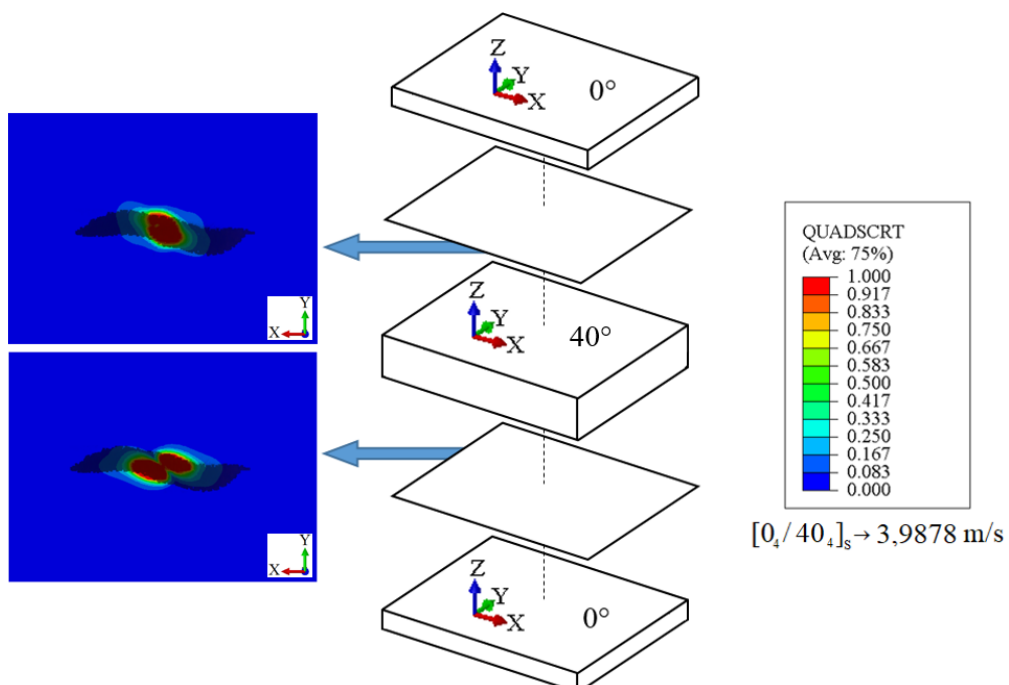 Z
Y
X
0°
Y
X
Z
Y
X
40°
Y
X
Z
Y
X
0°
QUADSCRT
(Avg: 75%)
1.000
0.917
0.833
0.750
0.667
0.583
0.500
0.417
0.333
0.250
0.167
0.083
0.000
[0₄/40₄]ₛ→3,9878 m/s